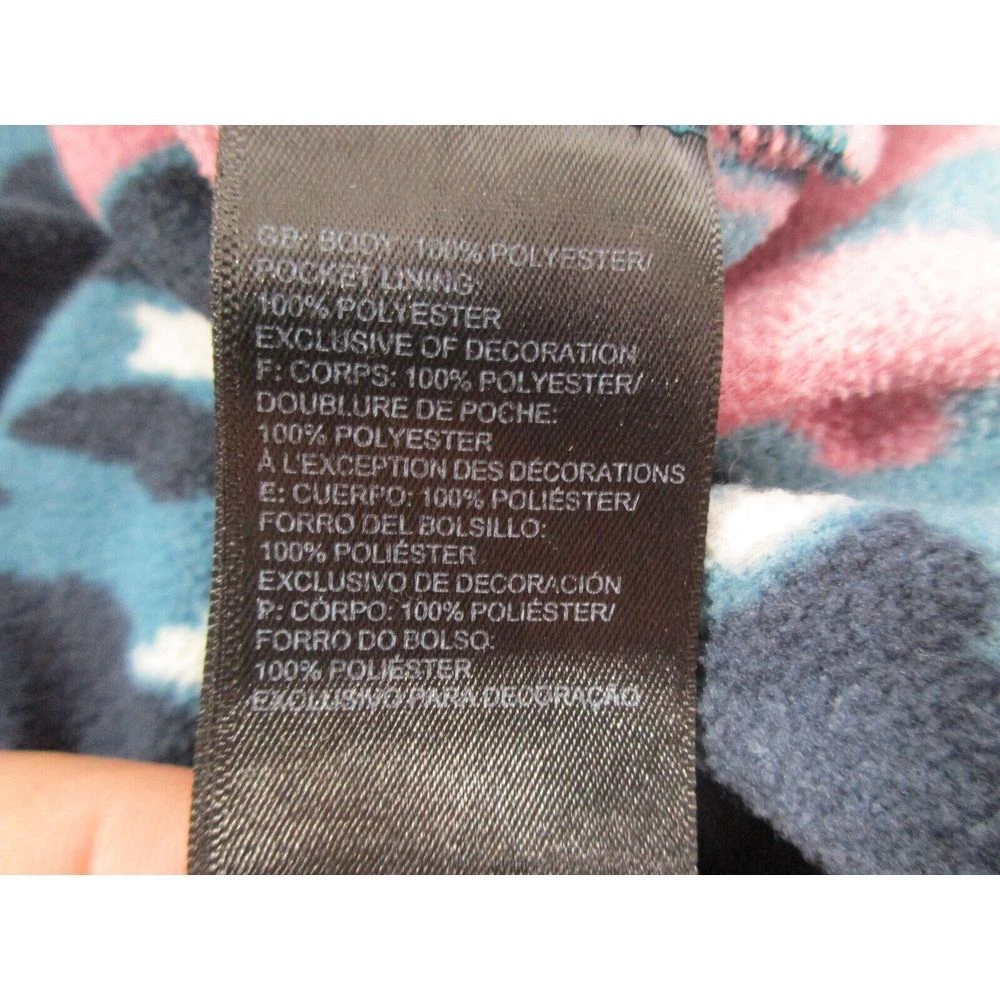 GB: BODY: 100% POLYESTER/
POCKET LINING:
100% POLYESTER
EXCLUSIVE OF DECORATION
F: CORPS: 100% POLYESTER/
DOUBLURE DE POCHE:
100% POLYESTER
À L'EXCEPTION DES DÉCORATIONS
E: CUERPO: 100% POLIÉSTER/
FORRO DEL BOLSILLO:
100% POLIÉSTER
EXCLUSIVO DE DECORACIÓN
P: CÓRPO: 100% POLIÉSTER/
FORRO DO BOLSO:
100% POLIÉSTER
EXCLUSIVO PARA DECORAÇÃO